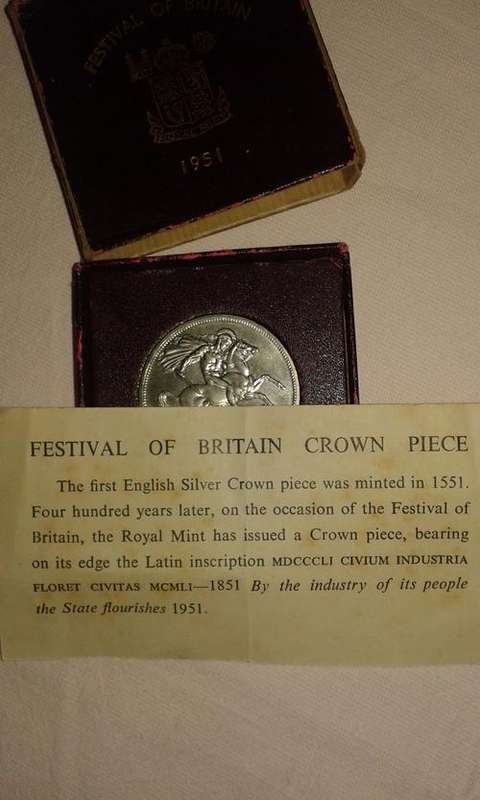 FESTIVAL OF BRITAIN
ROYAL MINT
1951
FESTIVAL OF BRITAIN CROWN PIECE
The first English Silver Crown piece was minted in 1551.
Four hundred years later, on the occasion of the Festival of
Britain, the Royal Mint has issued a Crown piece, bearing
on its edge the Latin inscription MDCCCLI CIVIUM INDUSTRIA
FLORET CIVITAS MCMLI—1851 By the industry of its people
the State flourishes 1951.